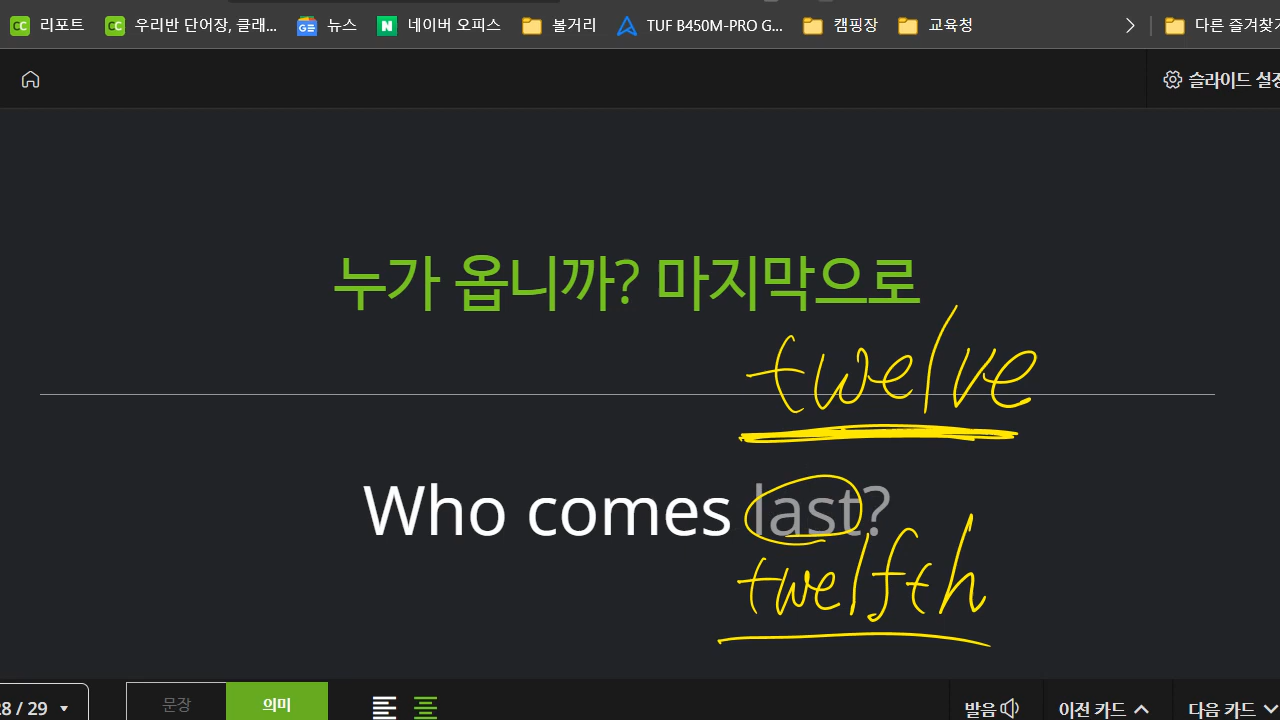 리포트 우리반 단어장, 클래... 뉴스 네이버 오피스 볼거리 TUF B450M-PRO G... 캠핑장 교육청 다른 즐겨찾기
슬라이드 설정
누가 옵니까? 마지막으로
twelve
Who comes last?
twelfth
28 / 29 문장 의미 발음 이전 카드 다음 카드